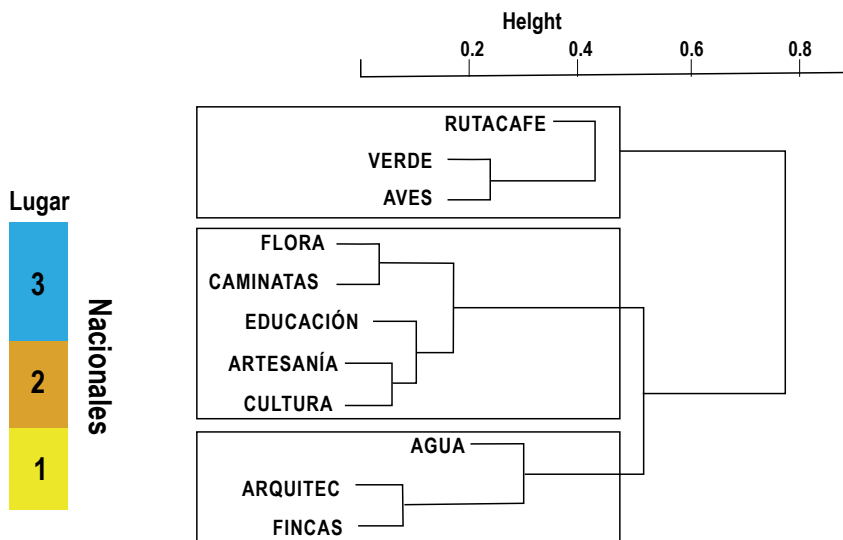 Helght
0.2 0.4 0.6 0.8
RUTACAFE
VERDE
AVES
Lugar
3
2
1
Nacionales
FLORA
CAMINATAS
EDUCACIÓN
ARTESANÍA
CULTURA
AGUA
ARQUITEC
FINCAS